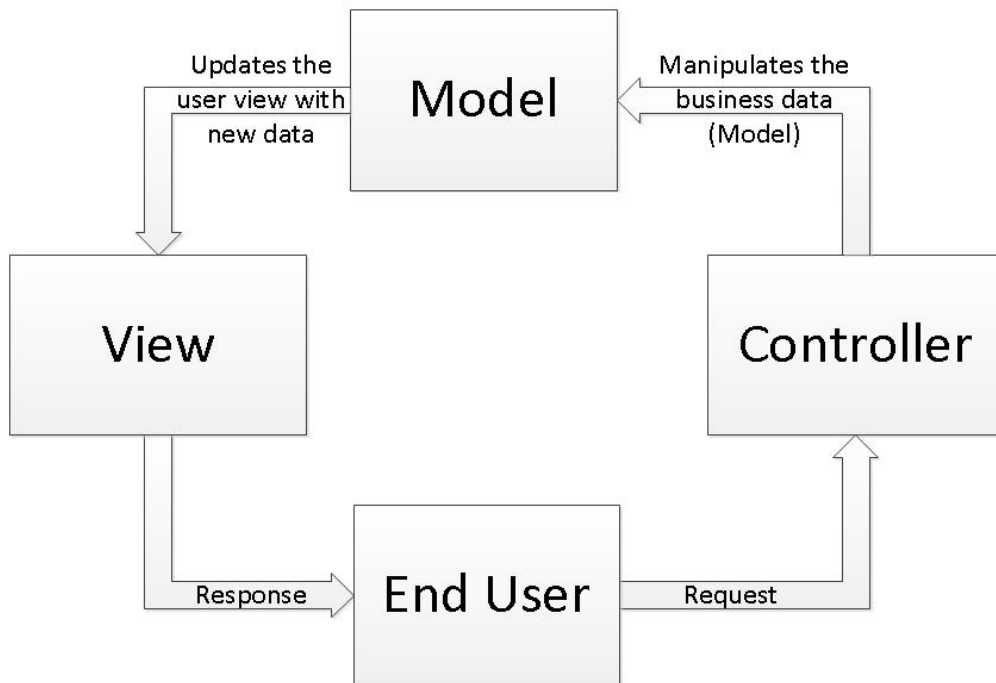 Updates the
user view with
new data
Model
Manipulates the
business data
(Model)
View
Controller
Response
End User
Request